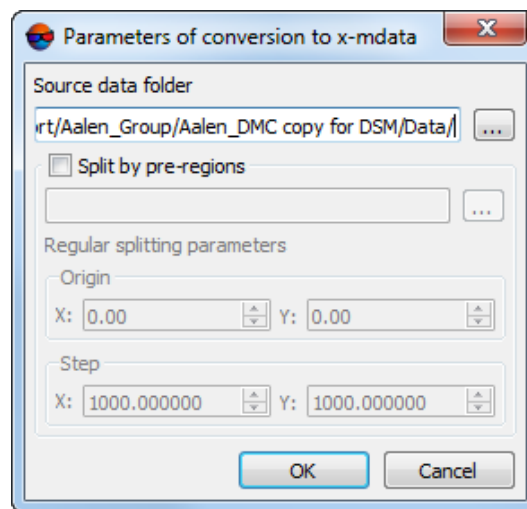 Parameters of conversion to x-mdata
Source data folder
rt/Aalen_Group/Aalen_DMC copy for DSM/Data/
...
Split by pre-regions
...
Regular splitting parameters
Origin
X: 0.00 Y: 0.00
Step
X: 1000.000000 Y: 1000.000000
OK Cancel